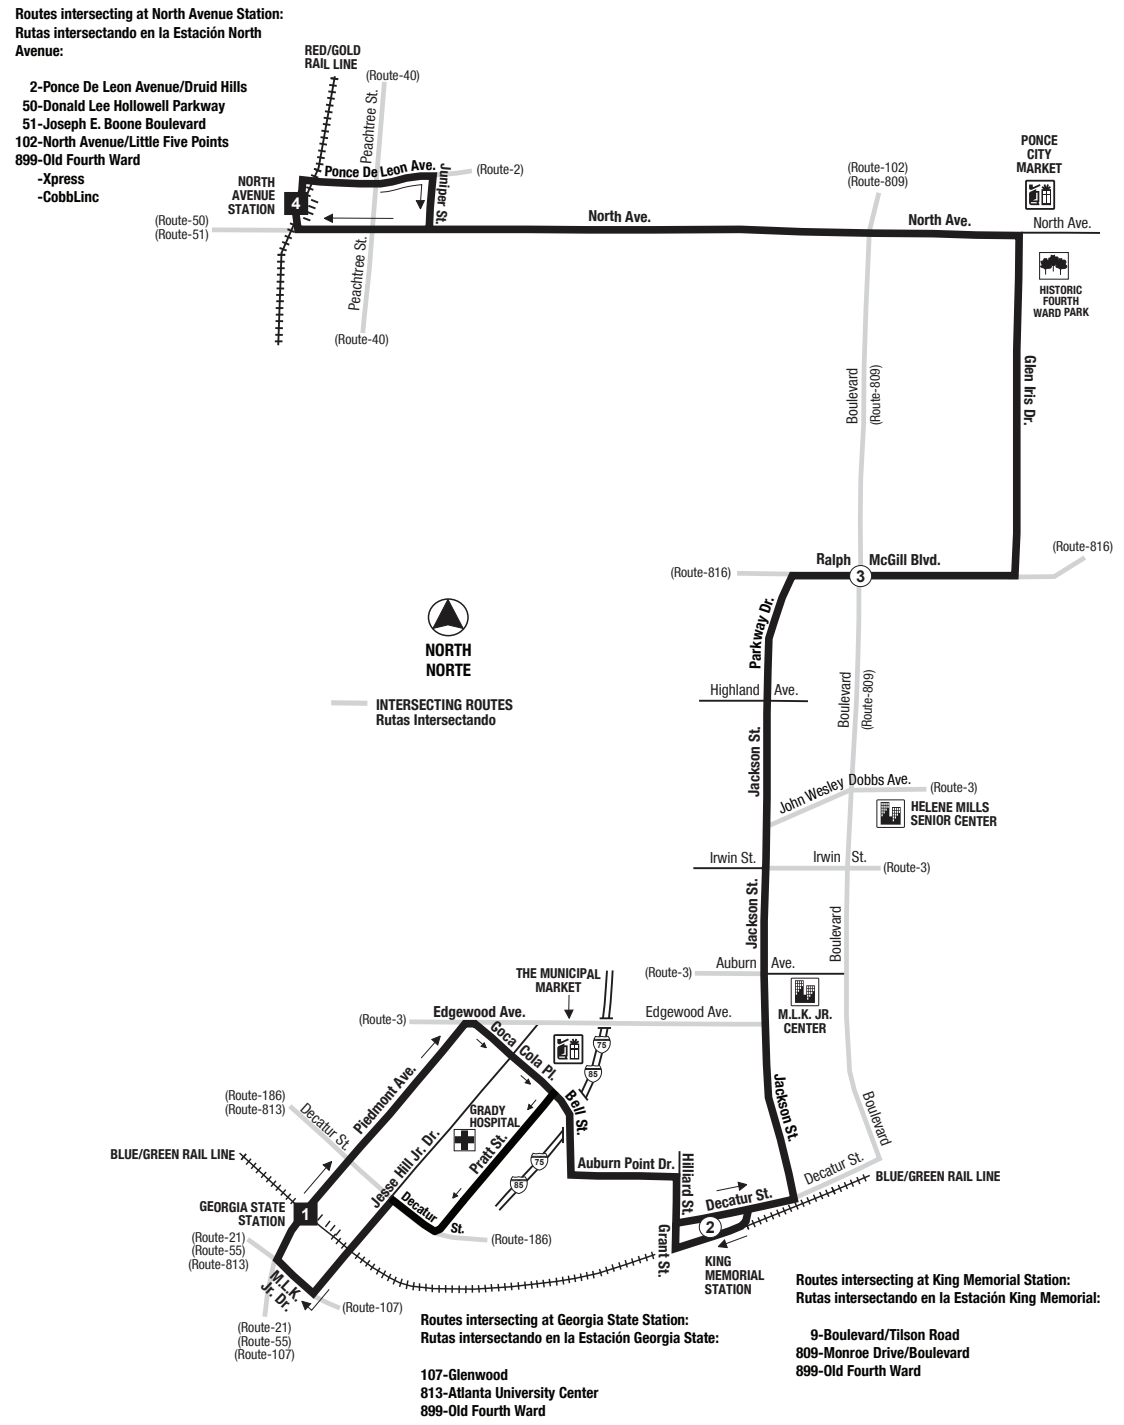 Routes intersecting at North Avenue Station:
Rutas intersectando en la Estación North
Avenue:
2-Ponce De Leon Avenue/Druid Hills
50-Donald Lee Hollowell Parkway
51-Joseph E. Boone Boulevard
102-North Avenue/Little Five Points
899-Old Fourth Ward
-Xpress
-CobbLinc
RED/GOLD
RAIL LINE
(Route-40)
Peachtree St.
Ponce De Leon Ave.
Juniper St.
(Route-2)
NORTH
AVENUE
STATION
4
(Route-50)
(Route-51)
Peachtree St.
(Route-40)
North Ave.
(Route-102)
(Route-809)
North Ave.
PONCE
CITY
MARKET
North Ave.
HISTORIC
FOURTH
WARD PARK
Boulevard
(Route-809)
Glen Iris Dr.
(Route-816)
Ralph
3
McGill Blvd.
(Route-816)
Parkway Dr.
NORTH
NORTE
INTERSECTING ROUTES
Rutas Intersectando
Highland
Ave.
Boulevard
(Route-809)
Jackson St.
John Wesley Dobbs Ave.
(Route-3)
HELENE MILLS
SENIOR CENTER
Irwin St.
Irwin St.
(Route-3)
Jackson St.
Boulevard
(Route-3)
Auburn
Ave.
M.L.K. JR.
CENTER
THE MUNICIPAL
MARKET
(Route-3)
Edgewood Ave.
Edgewood Ave.
Coca Cola Pl.
75
85
Piedmont Ave.
Bell St.
Jackson St.
Boulevard
(Route-186)
(Route-813)
Decatur St.
GRADY
HOSPITAL
Jesse Hill Jr. Dr.
Pratt St.
75
85
Auburn Point Dr.
Hilliard St.
Decatur St.
Decatur St.
BLUE/GREEN RAIL LINE
BLUE/GREEN RAIL LINE
GEORGIA STATE
STATION
1
Decatur
St.
(Route-186)
2
Grant St.
KING
MEMORIAL
STATION
(Route-21)
(Route-55)
(Route-813)
M.L.K.
Jr. Dr.
(Route-107)
(Route-21)
(Route-55)
(Route-107)
Routes intersecting at Georgia State Station:
Rutas intersectando en la Estación Georgia State:
107-Glenwood
813-Atlanta University Center
899-Old Fourth Ward
Routes intersecting at King Memorial Station:
Rutas intersectando en la Estación King Memorial:
9-Boulevard/Tilson Road
809-Monroe Drive/Boulevard
899-Old Fourth Ward